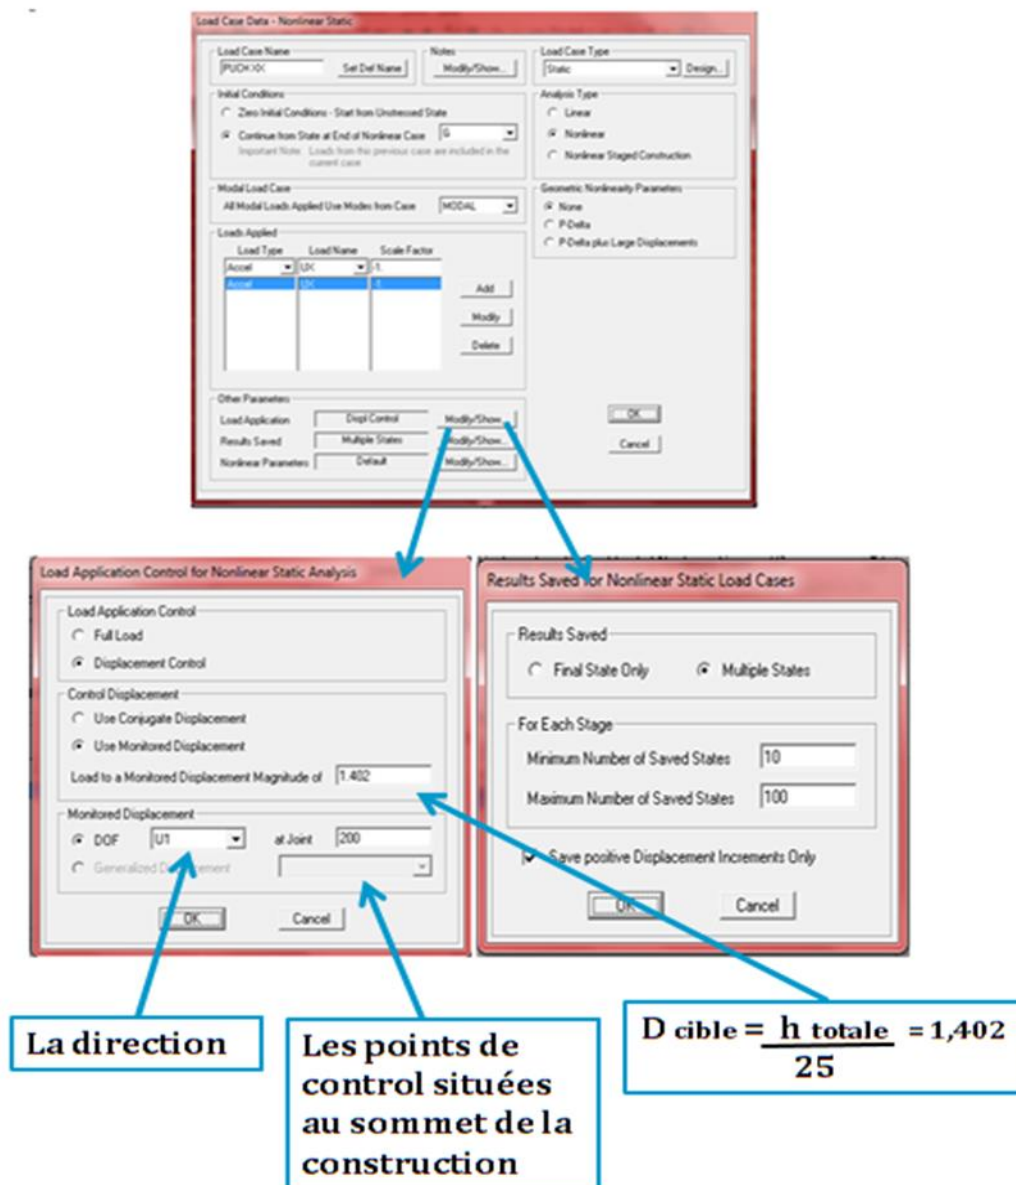 Load Case Data - Nonlinear Static
Load Case Name
Notes
Load Case Type
Set Def Name
Modify/Show...
Static
Design...
Initial Conditions
Zero Initial Conditions - Start from Unstressed State
Continue from State at End of Nonlinear Case
G
Important Note: Loads from this previous case are included in the
current case
Analysis Type
Linear
Nonlinear
Nonlinear Staged Construction
Modal Load Case
All Modal Loads Applied Use Modes from Case
MODAL
Geometric Nonlinearity Parameters
None
P-Delta
P-Delta plus Large Displacements
Loads Applied
Load Type Load Name Scale Factor
Accel UX -1.
Accel UX -1.
Add
Modify
Delete
Other Parameters
Load Application Displ Control Modify/Show...
Results Saved Multiple States Modify/Show...
Nonlinear Parameters Default Modify/Show...
OK
Cancel
Load Application Control for Nonlinear Static Analysis
Load Application Control
Full Load
Displacement Control
Control Displacement
Use Conjugate Displacement
Use Monitored Displacement
Load to a Monitored Displacement Magnitude of 1.402
Monitored Displacement
DOF U1 at Joint 200
Generalized Displacement
OK Cancel
Results Saved for Nonlinear Static Load Cases
Results Saved
Final State Only Multiple States
For Each Stage
Minimum Number of Saved States 10
Maximum Number of Saved States 100
Save positive Displacement Increments Only
OK Cancel
La direction
Les points de
control situées
au sommet de la
construction
D cible = h totale = 1,402
25